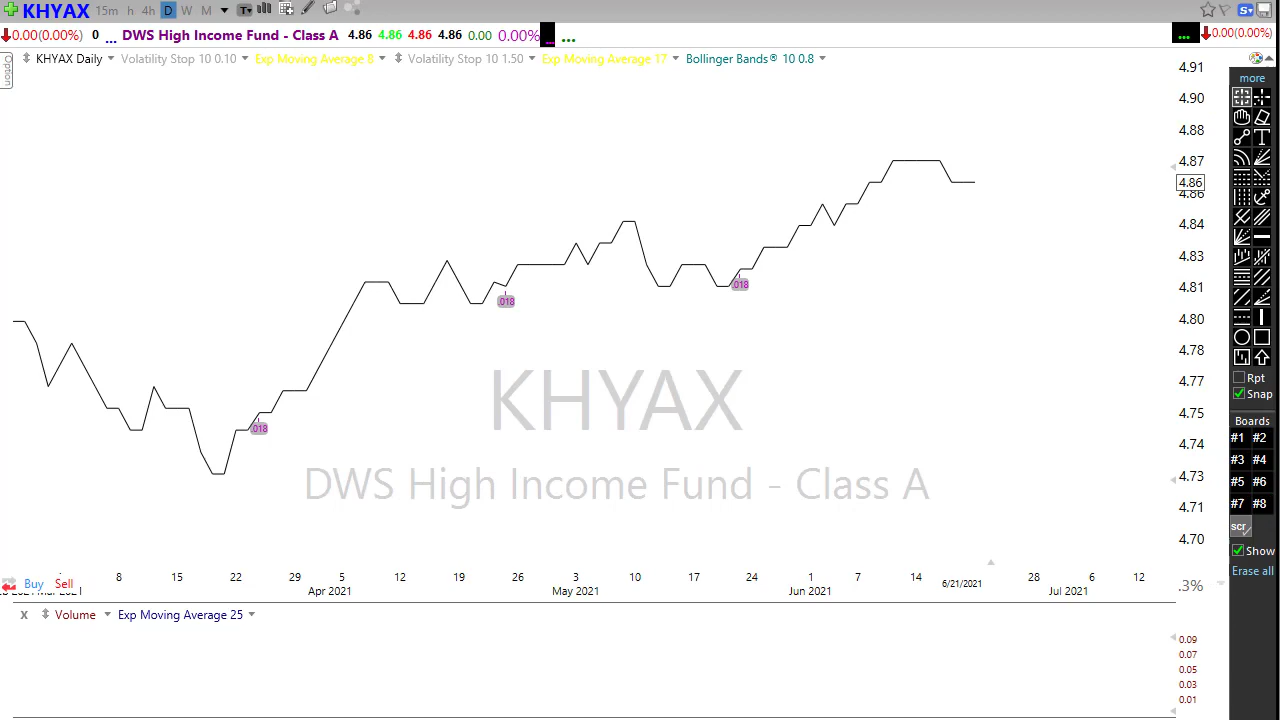 KHYAX 15m h 4h D W M T
0.00(0.00%) 0 ... DWS High Income Fund - Class A 4.86 4.86 4.86 4.86 0.00 0.00% ... ... ... 0.00(0.00%)
Option
KHYAX Daily Volatility Stop 10 0.10 Exp Moving Average 8 Volatility Stop 10 1.50 Exp Moving Average 17 Bollinger Bands® 10 0.8
4.91
4.90
4.88
4.87
4.86
4.86
4.84
4.83
4.81
4.80
4.78
4.77
4.75
4.74
4.73
4.71
4.70
.018
.018
.018
KHYAX
DWS High Income Fund - Class A
Buy Sell
8 15 22 29 5 12 19 26 3 10 17 24 1 7 14 6/21/2021 28 6 12
2021 Apr 2021 May 2021 Jun 2021 Jul 2021
.3%
X Volume Exp Moving Average 25
0.09
0.07
0.05
0.03
0.01
more
Rpt
Snap
Boards
#1 #2
#3 #4
#5 #6
#7 #8
scr
Show
Erase all